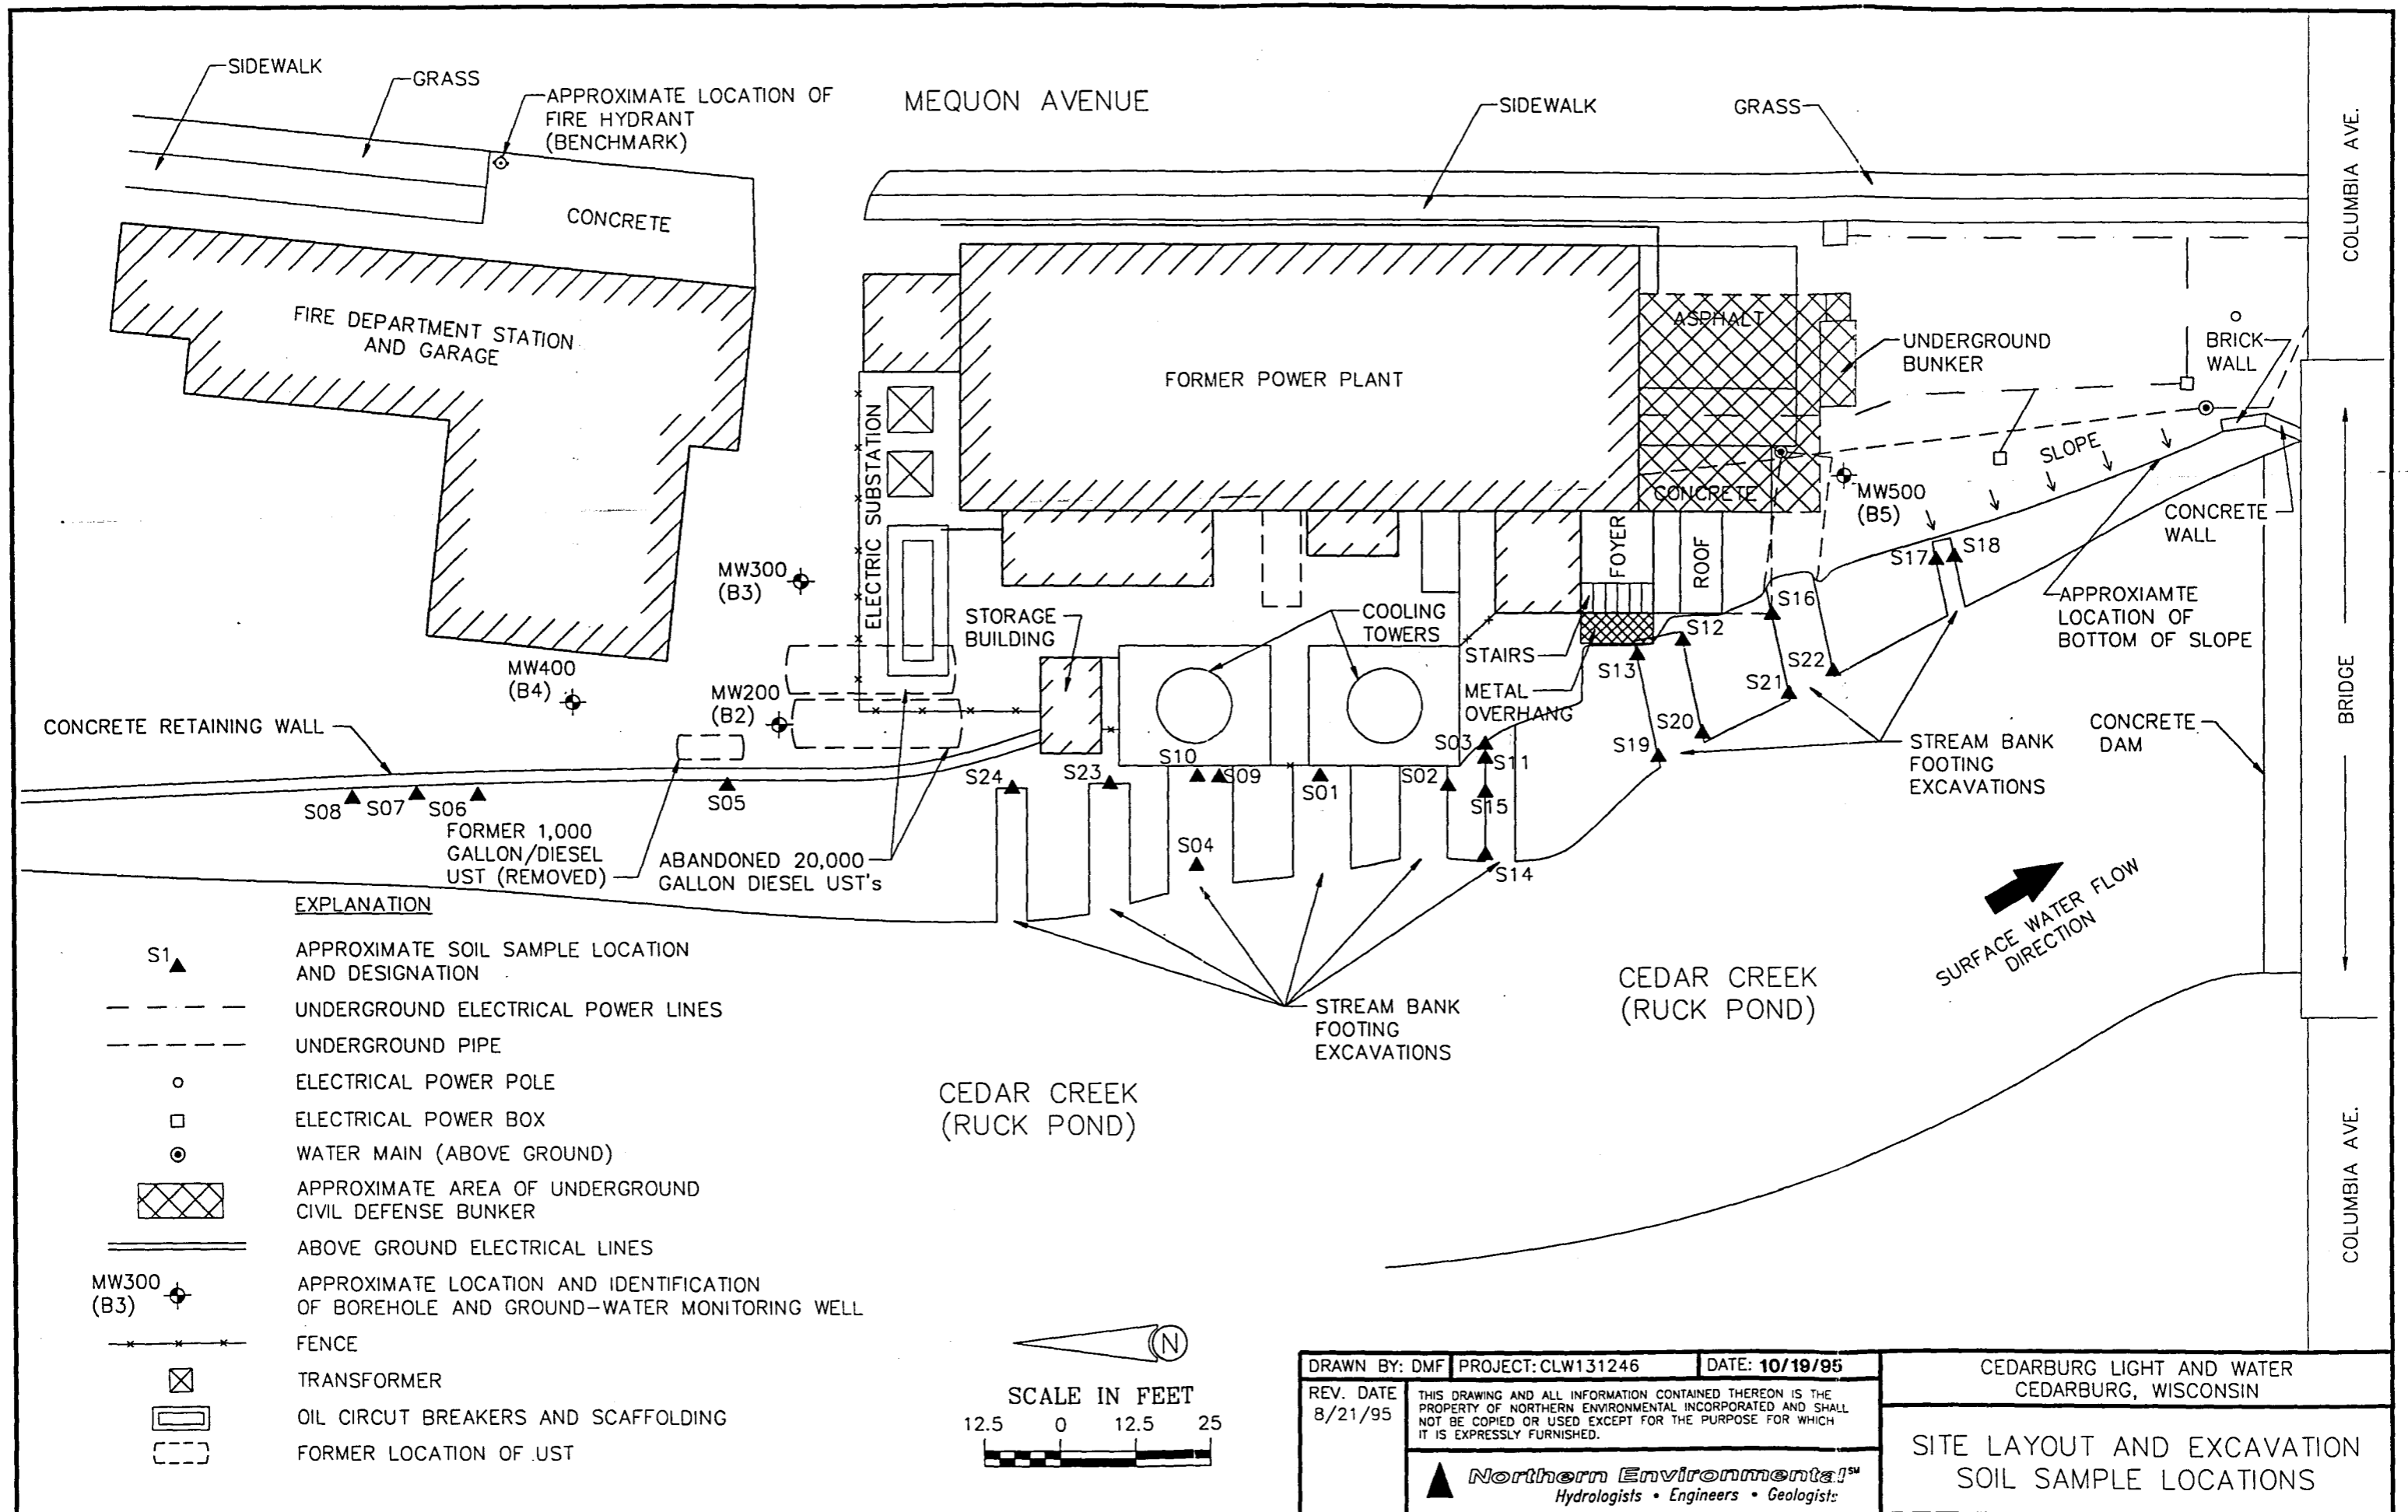 SIDEWALK
GRASS
APPROXIMATE LOCATION OF
FIRE HYDRANT
(BENCHMARK)
MEQUON AVENUE
SIDEWALK
GRASS
COLUMBIA AVE.
CONCRETE
FIRE DEPARTMENT STATION
AND GARAGE
FORMER POWER PLANT
ASPHALT
UNDERGROUND
BUNKER
BRICK
WALL
ELECTRIC SUBSTATION
SLOPE
CONCRETE
MW500
(B5)
CONCRETE
WALL
FOYER
ROOF
S17
S18
MW300
(B3)
STORAGE
BUILDING
COOLING
TOWERS
S16
APPROXIAMTE
LOCATION OF
BOTTOM OF SLOPE
S12
STAIRS
S13
S22
MW400
(B4)
MW200
(B2)
METAL
OVERHANG
S21
BRIDGE
CONCRETE RETAINING WALL
S20
CONCRETE
DAM
S10
S03
S19
STREAM BANK
FOOTING
EXCAVATIONS
S11
S24
S23
S09
S01
S02
S08
S07
S06
S05
S15
FORMER 1,000
GALLON/DIESEL
UST (REMOVED)
ABANDONED 20,000
GALLON DIESEL UST's
S04
S14
SURFACE WATER FLOW
DIRECTION
EXPLANATION
S1
APPROXIMATE SOIL SAMPLE LOCATION
AND DESIGNATION
CEDAR CREEK
(RUCK POND)
UNDERGROUND ELECTRICAL POWER LINES
STREAM BANK
FOOTING
EXCAVATIONS
UNDERGROUND PIPE
ELECTRICAL POWER POLE
CEDAR CREEK
(RUCK POND)
ELECTRICAL POWER BOX
WATER MAIN (ABOVE GROUND)
COLUMBIA AVE.
APPROXIMATE AREA OF UNDERGROUND
CIVIL DEFENSE BUNKER
ABOVE GROUND ELECTRICAL LINES
MW300
(B3)
APPROXIMATE LOCATION AND IDENTIFICATION
OF BOREHOLE AND GROUND-WATER MONITORING WELL
FENCE
TRANSFORMER
OIL CIRCUT BREAKERS AND SCAFFOLDING
FORMER LOCATION OF UST
N
SCALE IN FEET
12.5 0 12.5 25
DRAWN BY: DMF PROJECT: CLW131246 DATE: 10/19/95
REV. DATE
8/21/95
THIS DRAWING AND ALL INFORMATION CONTAINED THEREON IS THE
PROPERTY OF NORTHERN ENVIRONMENTAL INCORPORATED AND SHALL
NOT BE COPIED OR USED EXCEPT FOR THE PURPOSE FOR WHICH
IT IS EXPRESSLY FURNISHED.
Northern Environmental SM
Hydrologists • Engineers • Geologists
CEDARBURG LIGHT AND WATER
CEDARBURG, WISCONSIN
SITE LAYOUT AND EXCAVATION
SOIL SAMPLE LOCATIONS